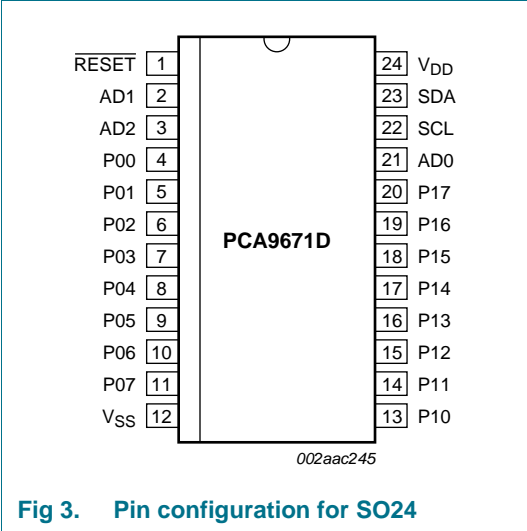 RESET 1 24 VDD
AD1 2 23 SDA
AD2 3 22 SCL
P00 4 21 AD0
P01 5 20 P17
P02 6 19 P16
PCA9671D
P03 7 18 P15
P04 8 17 P14
P05 9 16 P13
P06 10 15 P12
P07 11 14 P11
VSS 12 13 P10
002aac245
Fig 3. Pin configuration for SO24